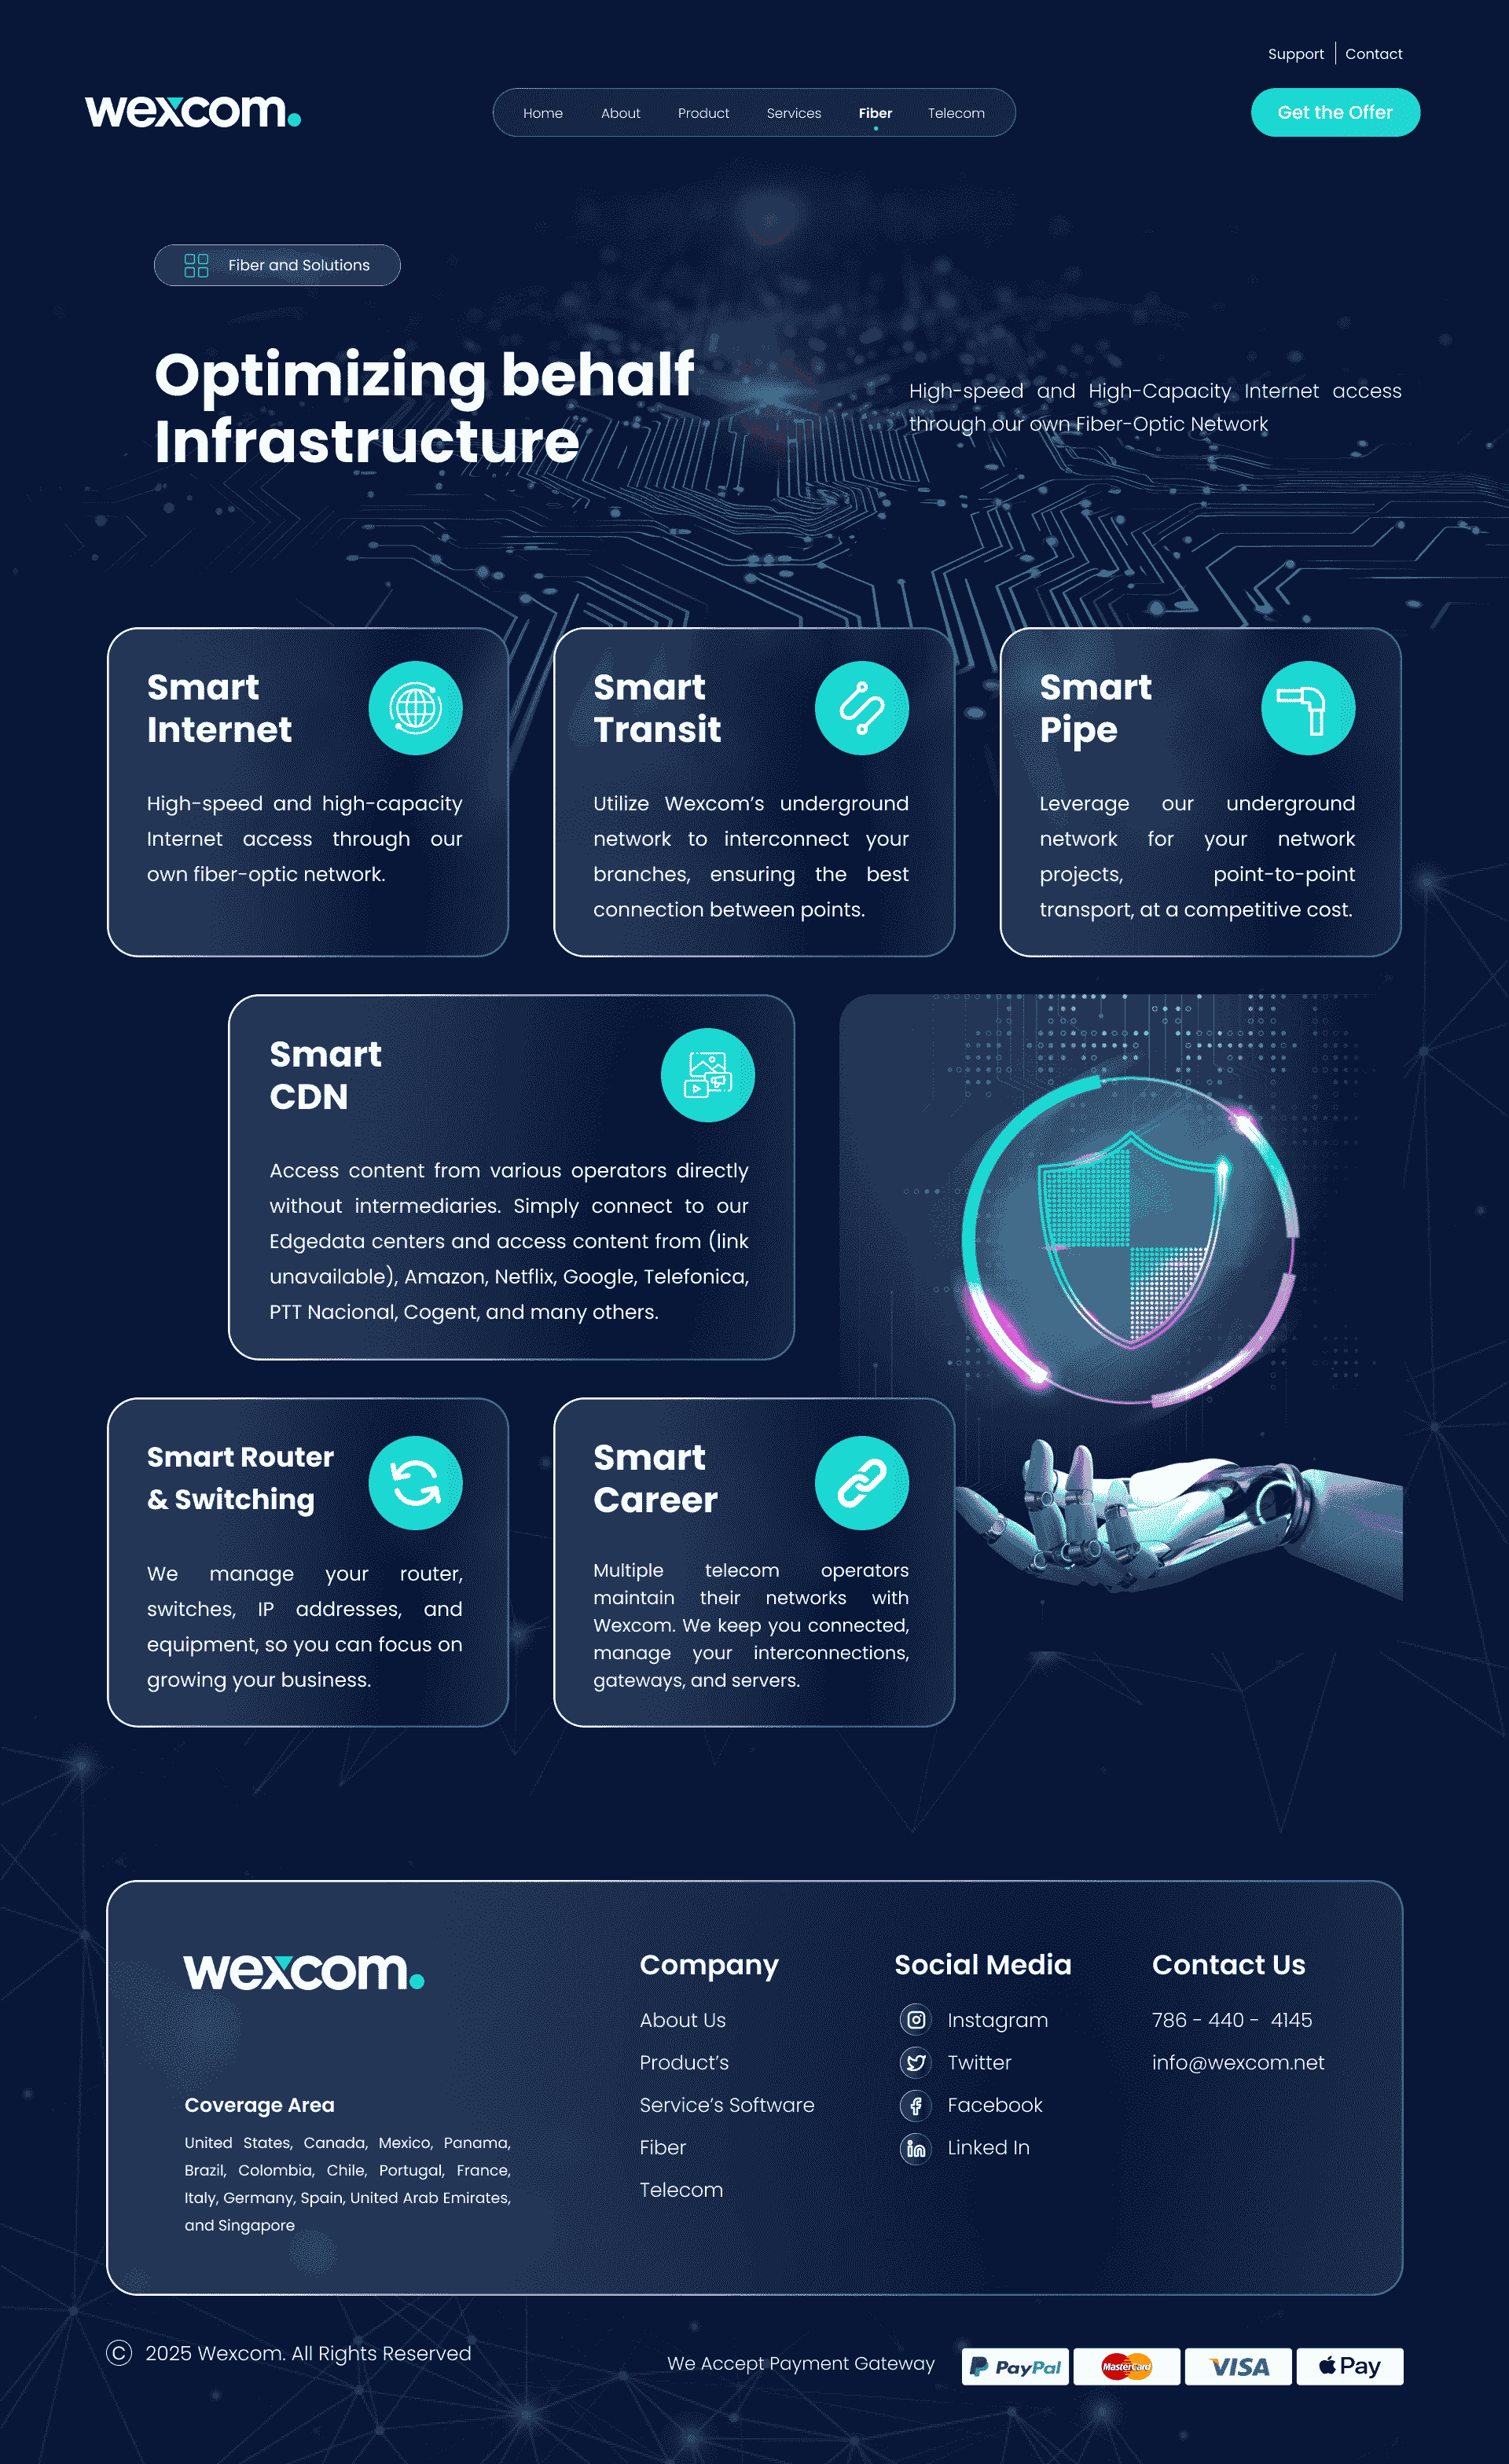 Support | Contact
wexcom.
Home About Product Services Fiber Telecom
Get the Offer
Fiber and Solutions
Optimizing behalf
Infrastructure
High-speed and High-Capacity Internet access
through our own Fiber-Optic Network
Smart
Internet
High-speed and high-capacity
Internet access through our
own fiber-optic network.
Smart
Transit
Utilize Wexcom's underground
network to interconnect your
branches, ensuring the best
connection between points.
Smart
Pipe
Leverage our underground
network for your network
projects, point-to-point
transport, at a competitive cost.
Smart
CDN
Access content from various operators directly
without intermediaries. Simply connect to our
Edgedata centers and access content from (link
unavailable), Amazon, Netflix, Google, Telefonica,
PTT Nacional, Cogent, and many others.
Smart Router
& Switching
We manage your router,
switches, IP addresses, and
equipment, so you can focus on
growing your business.
Smart
Career
Multiple telecom operators
maintain their networks with
Wexcom. We keep you connected,
manage your interconnections,
gateways, and servers.
wexcom.
Coverage Area
United States, Canada, Mexico, Panama,
Brazil, Colombia, Chile, Portugal, France,
Italy, Germany, Spain, United Arab Emirates,
and Singapore
Company
About Us
Product's
Service's Software
Fiber
Telecom
Social Media
Instagram
Twitter
Facebook
Linked In
Contact Us
786 - 440 - 4145
info@wexcom.net
© 2025 Wexcom. All Rights Reserved
We Accept Payment Gateway
PayPal
MasterCard
VISA
Pay